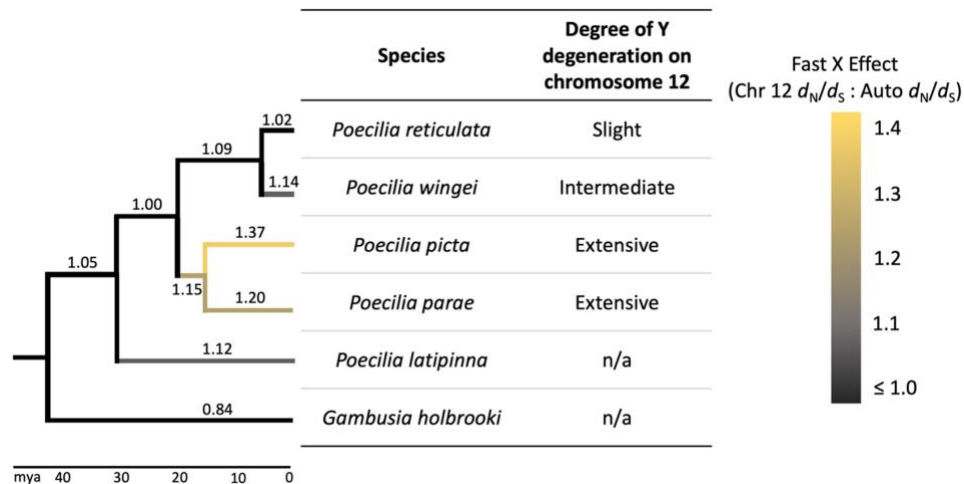 Species
Degree of Y
degeneration on
chromosome 12
Poecilia reticulata Slight
Poecilia wingei Intermediate
Poecilia picta Extensive
Poecilia parae Extensive
Poecilia latipinna n/a
Gambusia holbrooki n/a
1.02
1.09
1.14
1.00
1.37
1.05
1.15
1.20
1.12
0.84
mya 40 30 20 10 0
Fast X Effect
(Chr 12 dN/dS : Auto dN/dS)
1.4
1.3
1.2
1.1
≤ 1.0